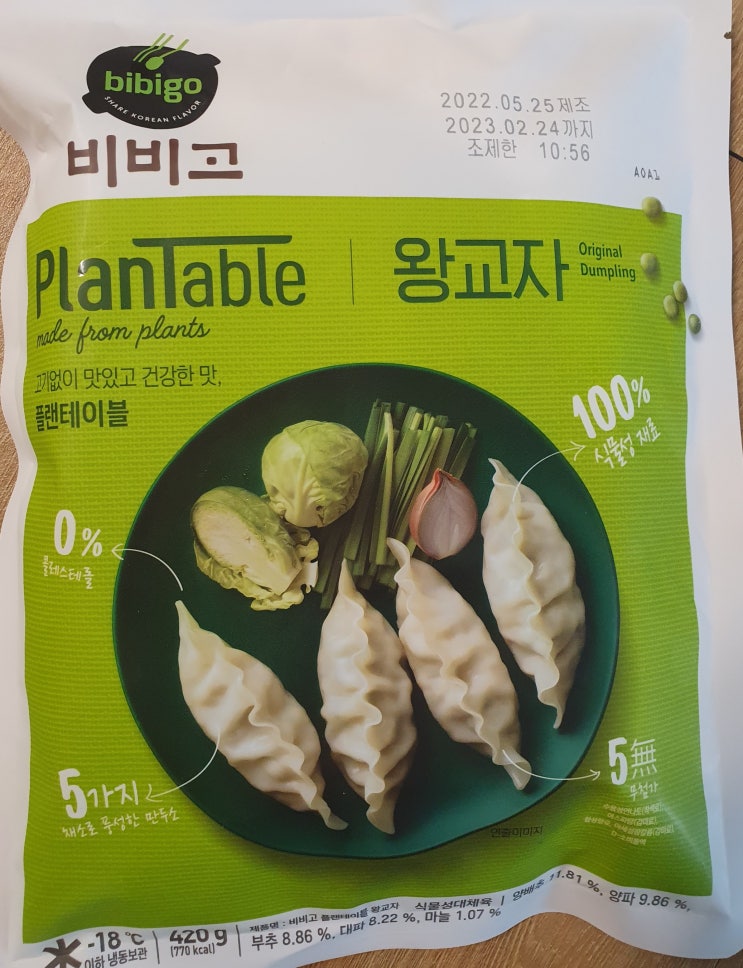 bibigo
SHARE KOREAN FLAVOR
비비고
2022.05.25제조
2023.02.24까지
조제한 10:56
A0A1
PlanTable
made from plants
왕교자
Original
Dumpling
고기없이 맛있고 건강한 맛,
플랜테이블
100%
식물성 재료
0%
콜레스테롤
5가지
채소로 풍성한 만두소
5無
무첨가
연출이미지
-18℃
이하 냉동보관
420 g
(770 kcal)
제품명 : 비비고 플랜테이블 왕교자 식물성대체육 | 양배추 11.81 %, 양파 9.86 %,
부추 8.86 %, 대파 8.22 %, 마늘 1.07 %